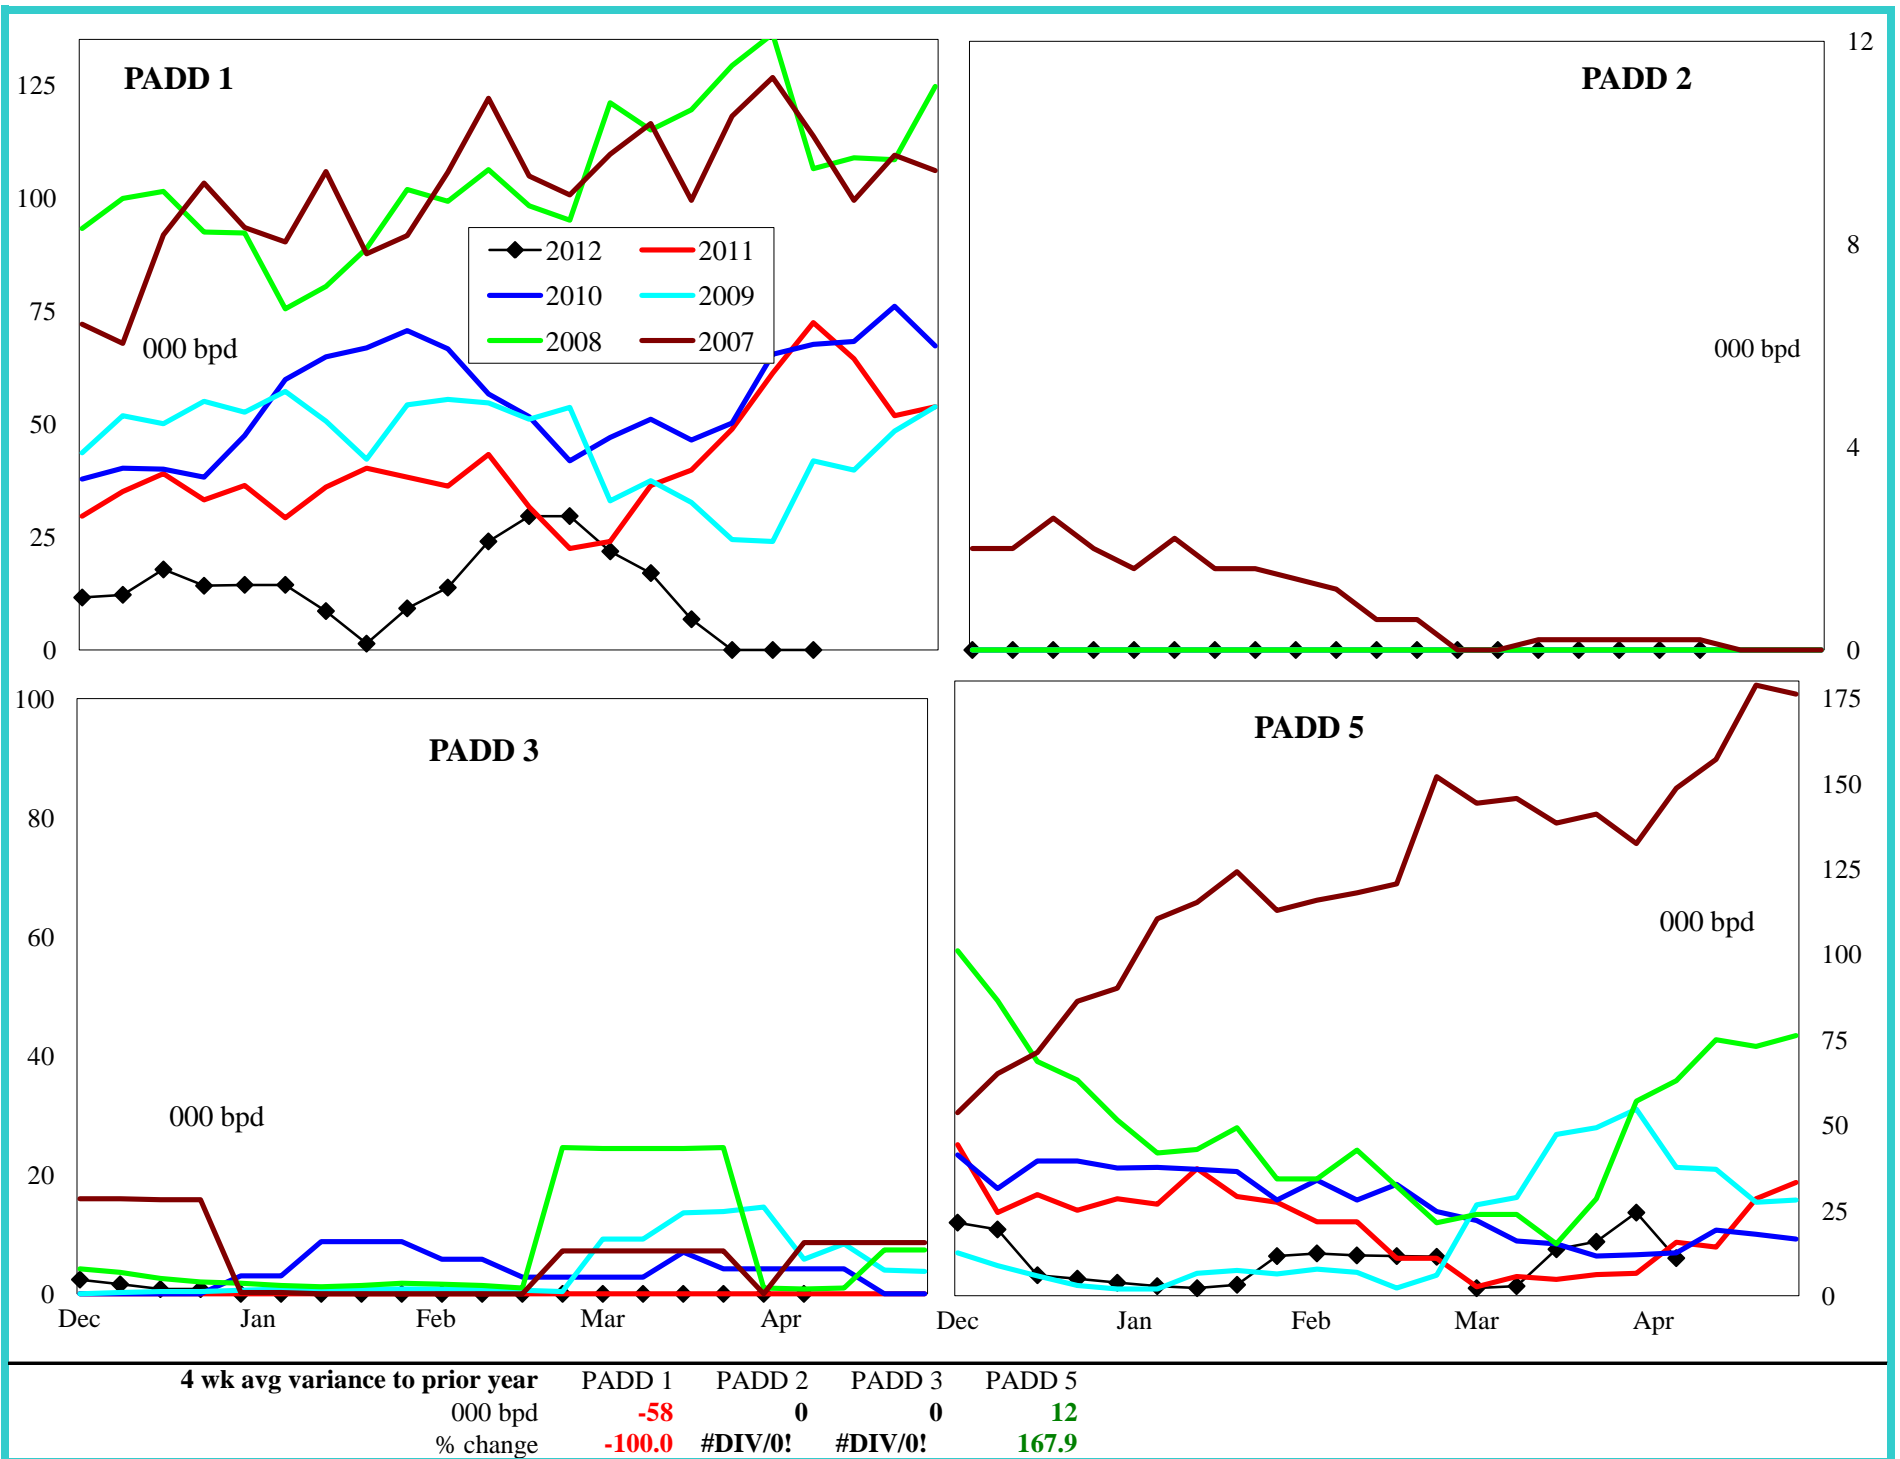 PADD 1
125
100
75
50
25
0
000 bpd
2012 2011
2010 2009
2008 2007
PADD 2
12
8
4
0
000 bpd
PADD 3
100
80
60
40
20
0
000 bpd
Dec Jan Feb Mar Apr
PADD 5
175
150
125
100
75
50
25
0
000 bpd
Dec Jan Feb Mar Apr
4 wk avg variance to prior year PADD 1 PADD 2 PADD 3 PADD 5
000 bpd -58 0 0 12
% change -100.0 #DIV/0! #DIV/0! 167.9